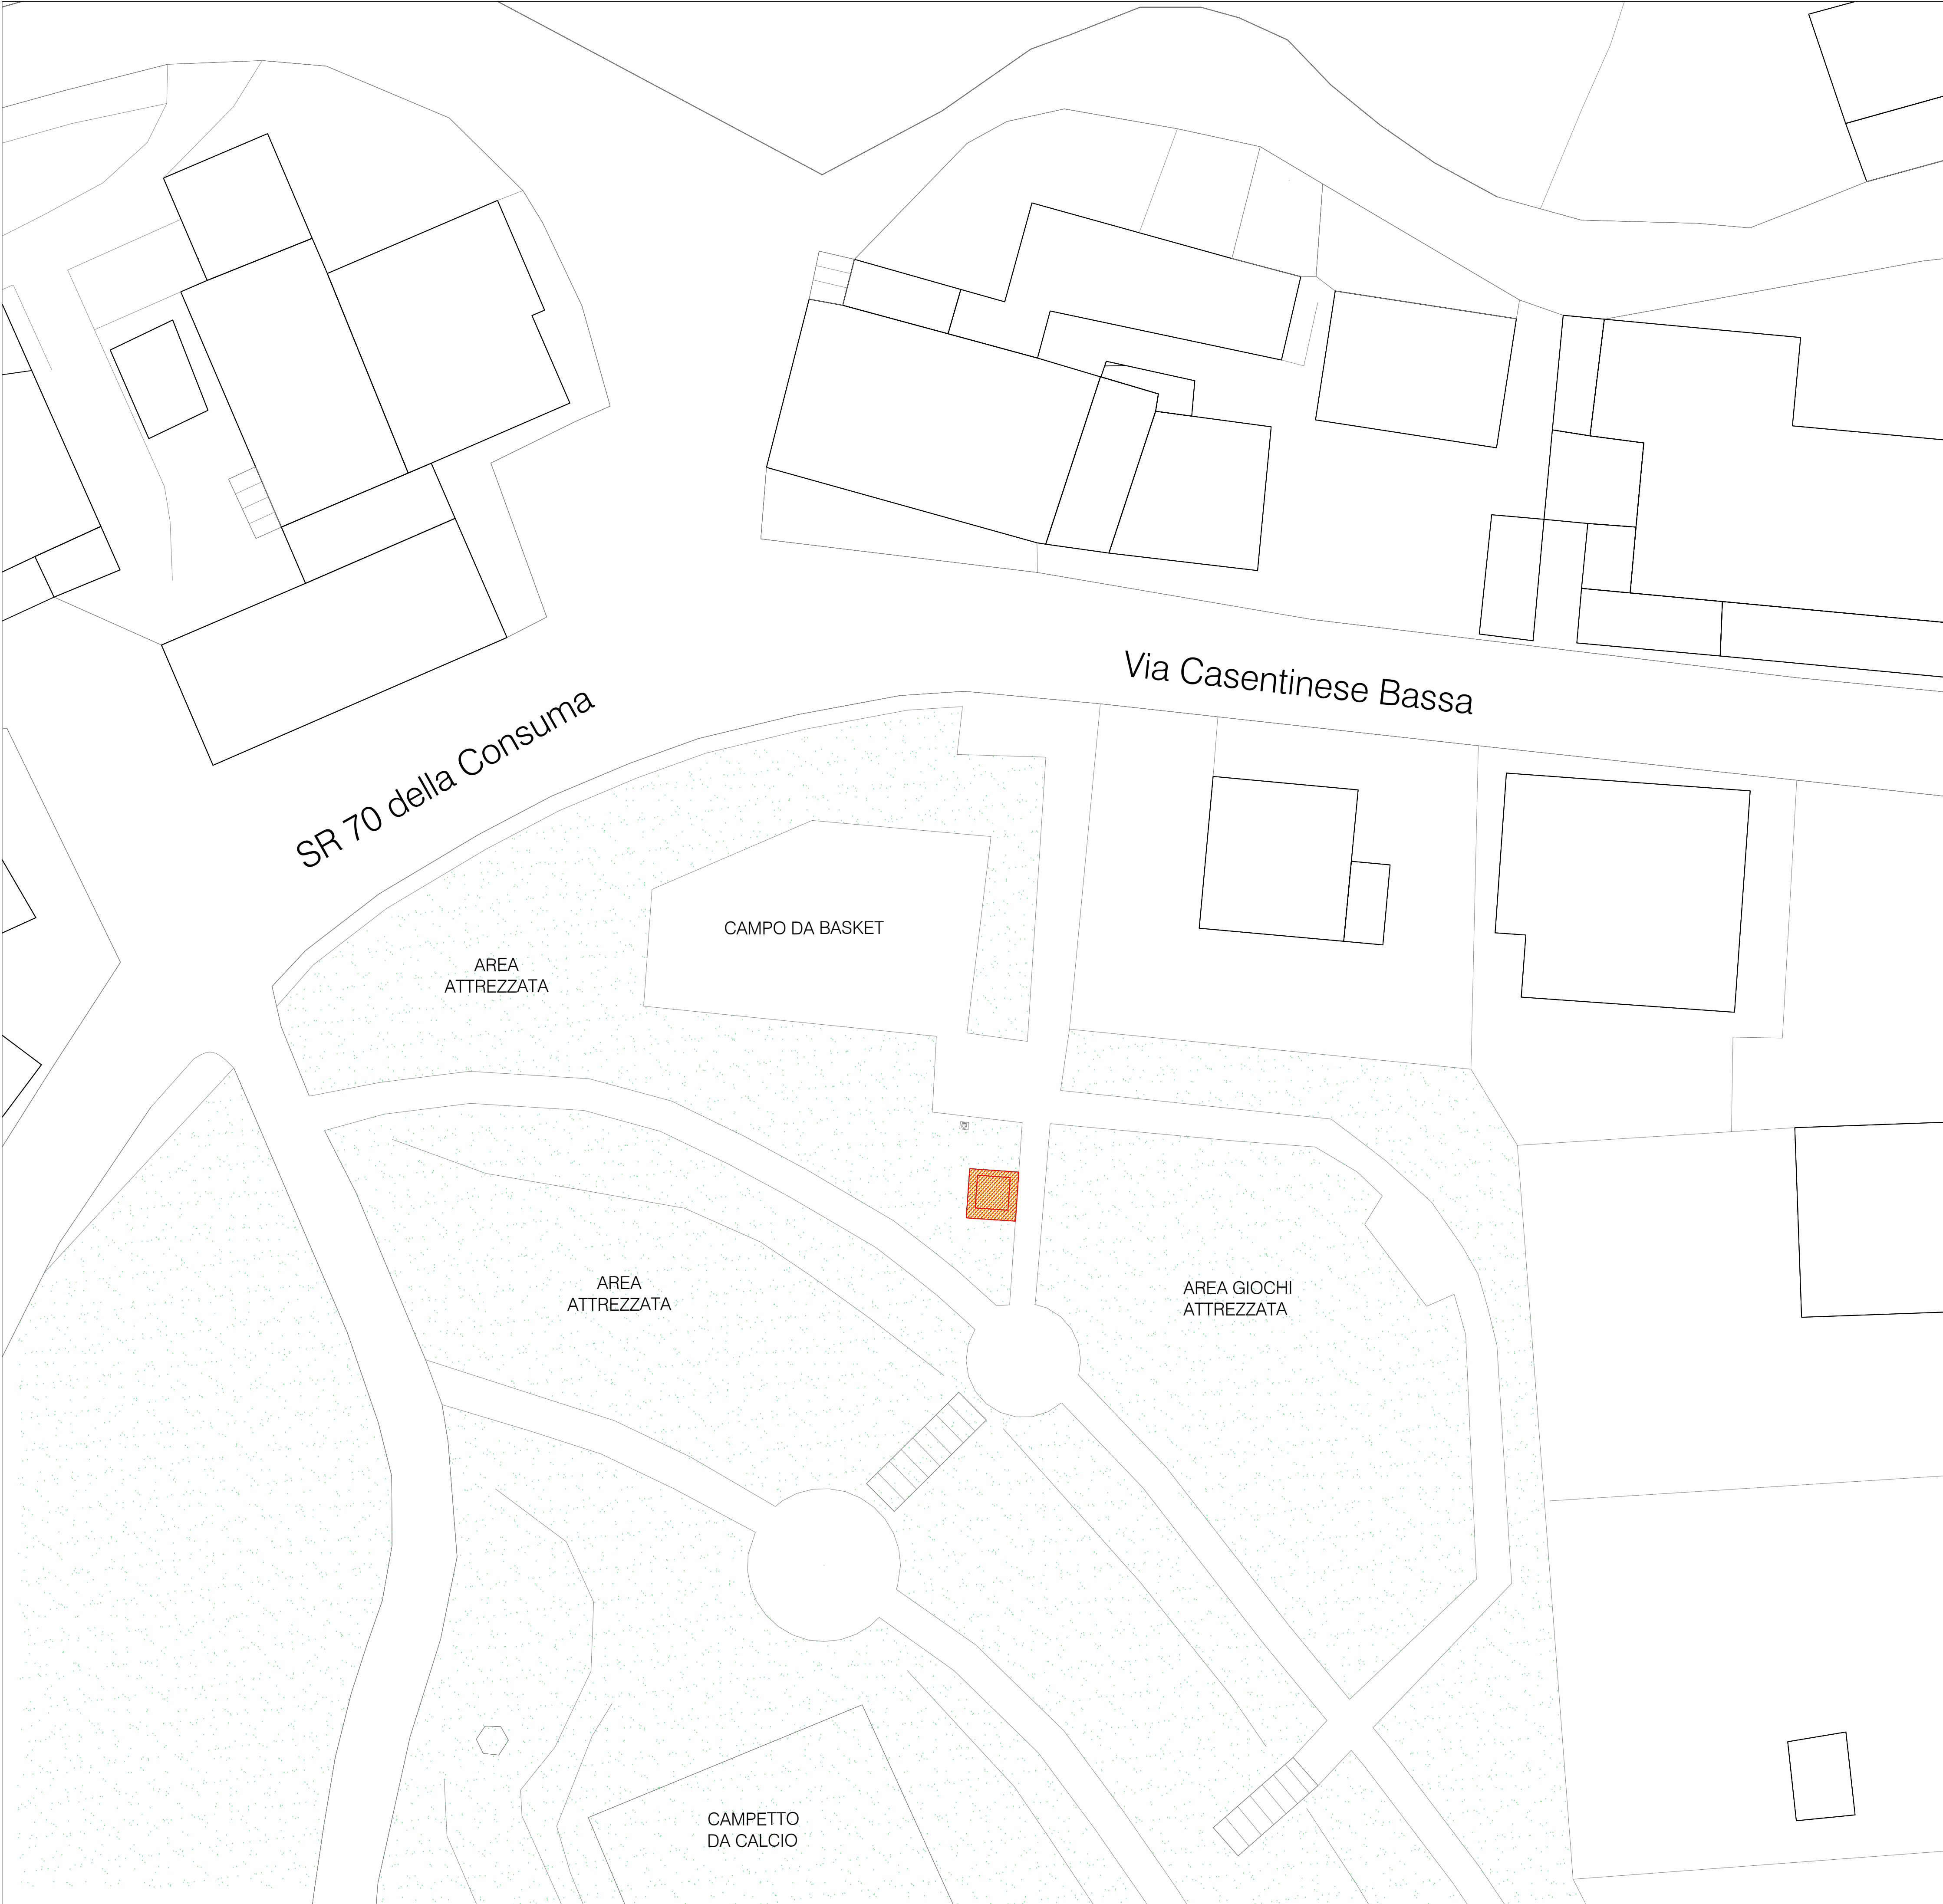 Via Casentinese Bassa
SR 70 della Consuma
CAMPO DA BASKET
AREA
ATTREZZATA
AREA
ATTREZZATA
AREA GIOCHI
ATTREZZATA
CAMPETTO
DA CALCIO